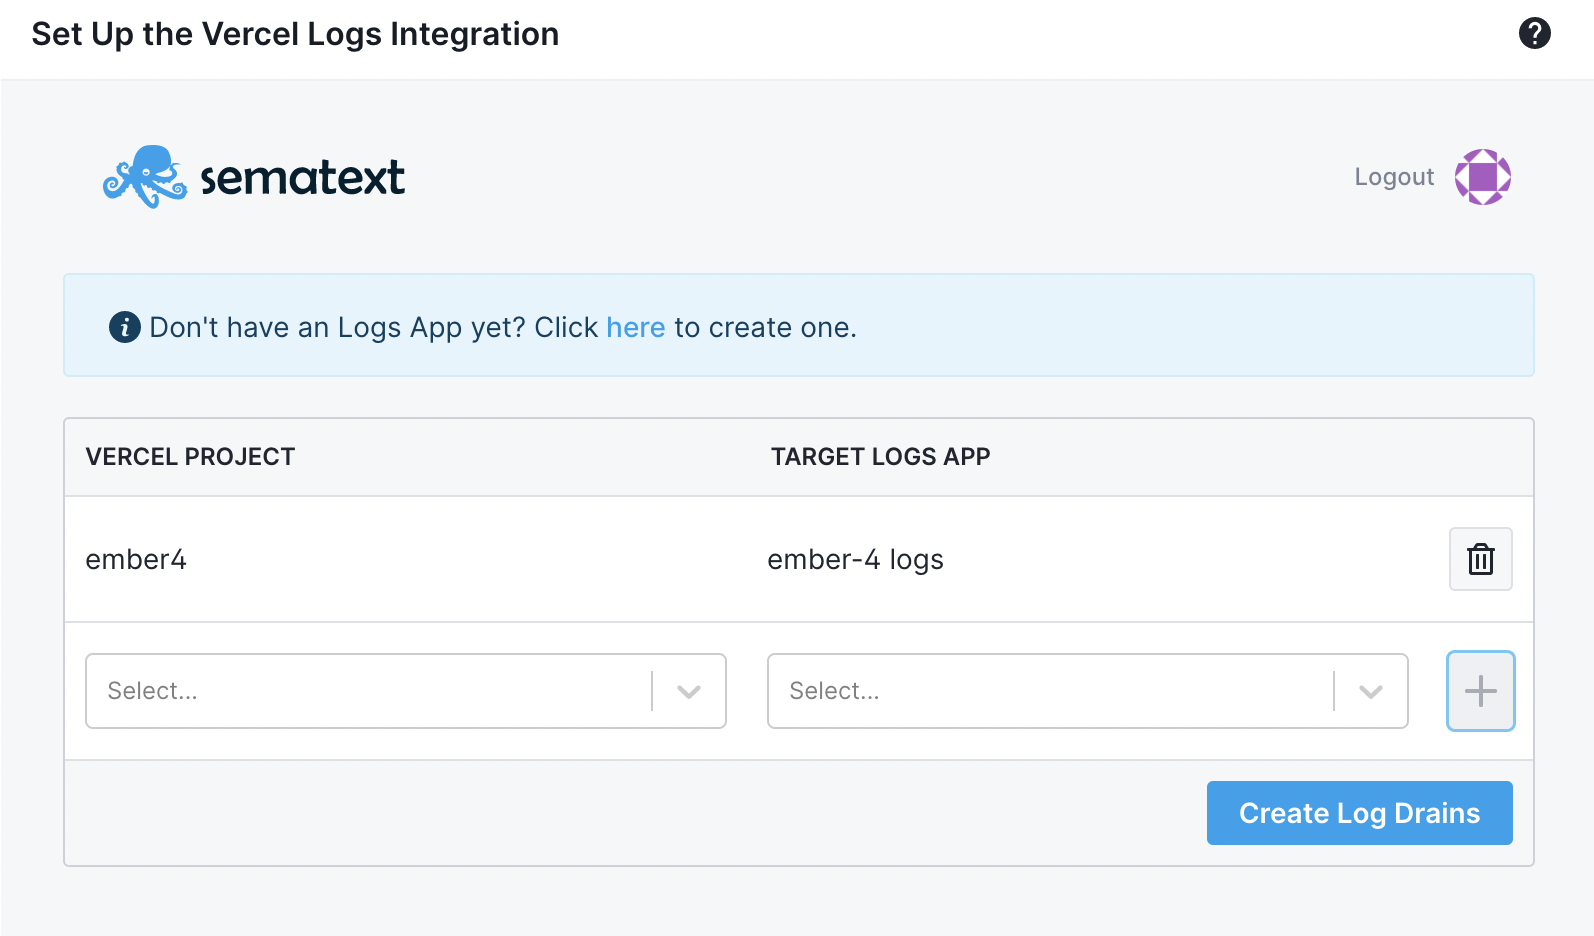 Set Up the Vercel Logs Integration
?
sematext
Logout
i Don't have an Logs App yet? Click here to create one.
VERCEL PROJECT TARGET LOGS APP
ember4 ember-4 logs
Select... Select...
Create Log Drains